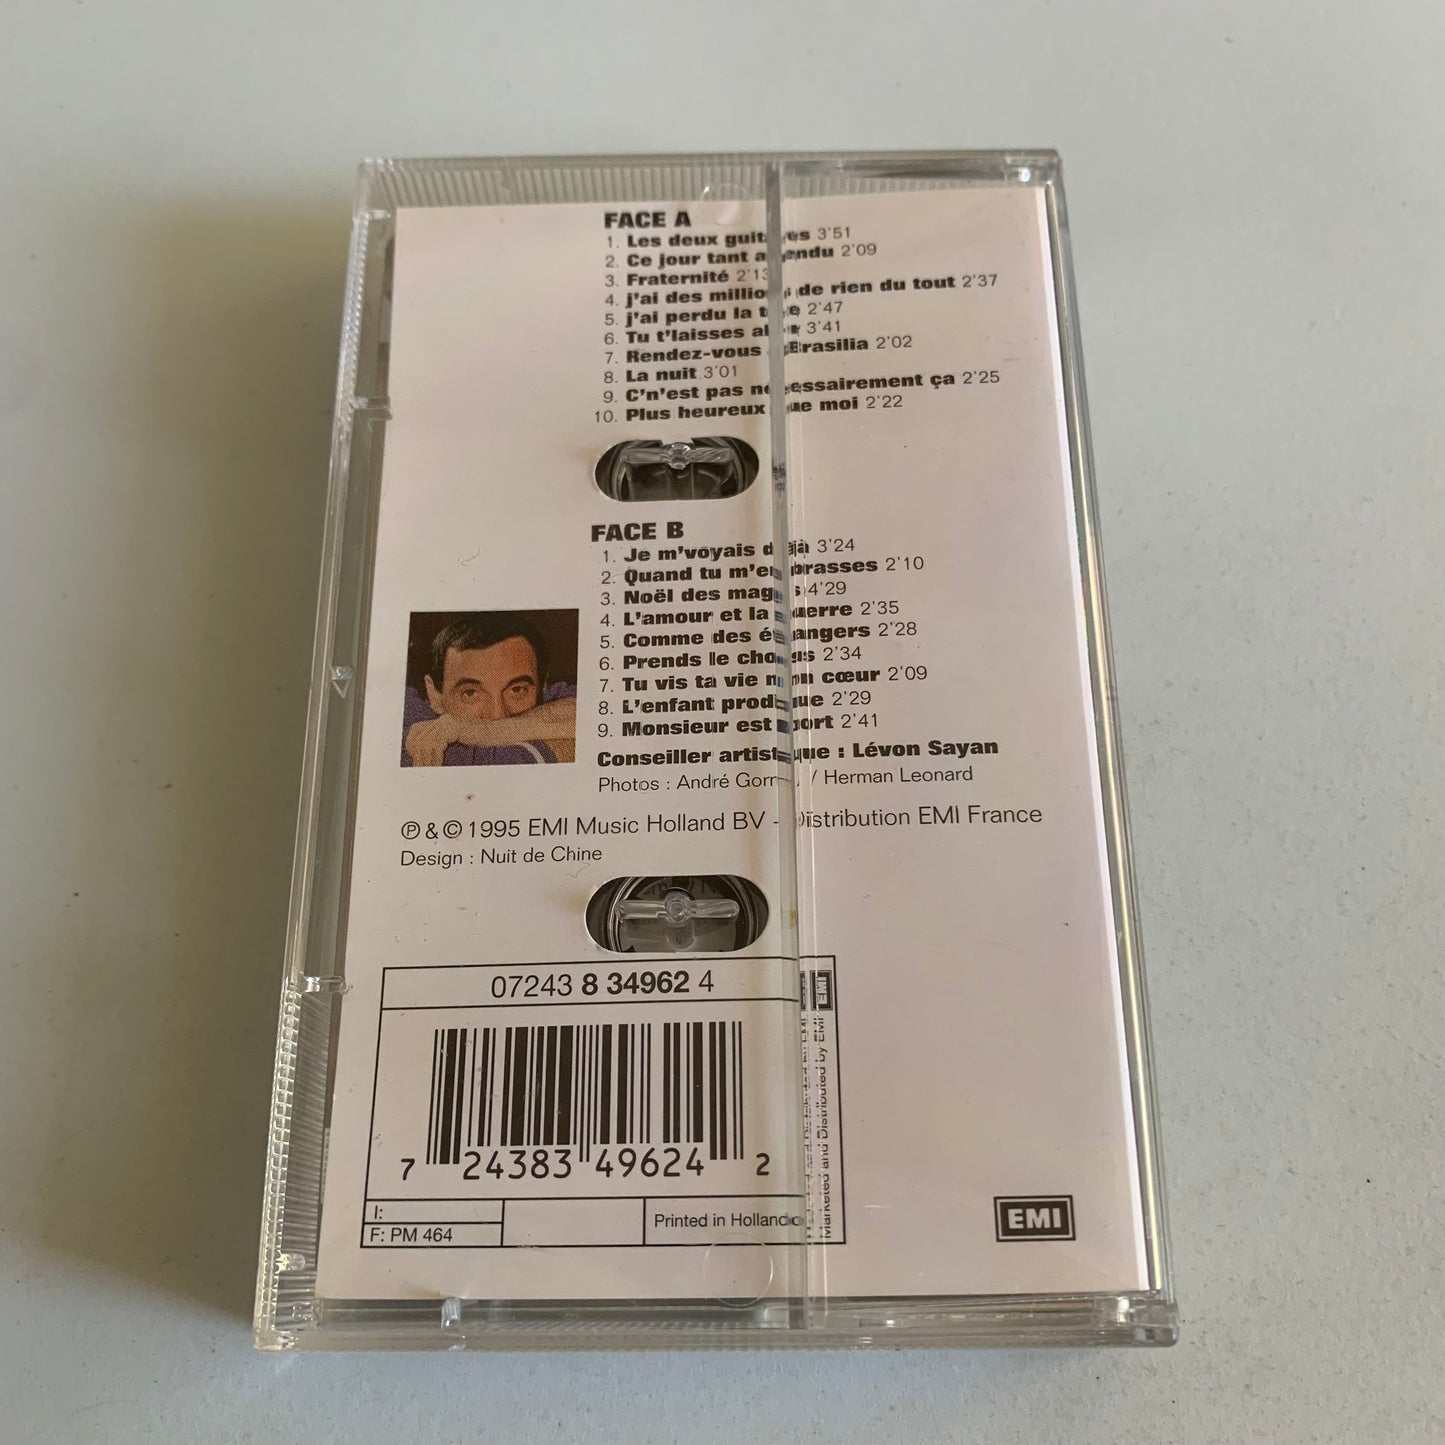 FACE A
1. Les deux guitares 3'51
2. Ce jour tant attendu 2'09
3. Fraternité 2'13
4. j'ai des millions de rien du tout 2'37
5. j'ai perdu la tête 2'47
6. Tu t'laisses aller 3'41
7. Rendez-vous à Brasilia 2'02
8. La nuit 3'01
9. C'n'est pas nécessairement ça 2'25
10. Plus heureux que moi 2'22
FACE B
1. Je m'voyais déjà 3'24
2. Quand tu m'embrasses 2'10
3. Noël des mages 4'29
4. L'amour et la guerre 2'35
5. Comme des étrangers 2'28
6. Prends le chorus 2'34
7. Tu vis ta vie mon cœur 2'09
8. L'enfant prodigue 2'29
9. Monsieur est mort 2'41
Conseiller artistique : Lévon Sayan
Photos : André / Herman Leonard
℗ & © 1995 EMI Music Holland BV - Distribution EMI France
Design : Nuit de Chine
07243 8 34962 4
EMI
Marketed and Distributed by EMI
7 24383 49624 2
I:
F: PM 464
Printed in Holland
EMI